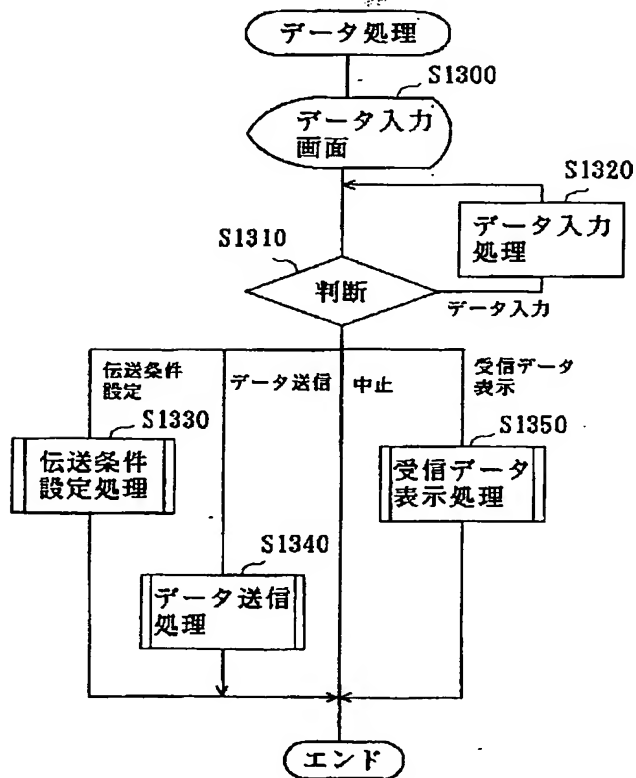 データ処理
S1300
データ入力
画面
S1320
データ入力
処理
S1310
判断
データ入力
伝送条件
設定
データ送信
中止
受信データ
表示
S1330
伝送条件
設定処理
S1350
受信データ
表示処理
S1340
データ送信
処理
エンド